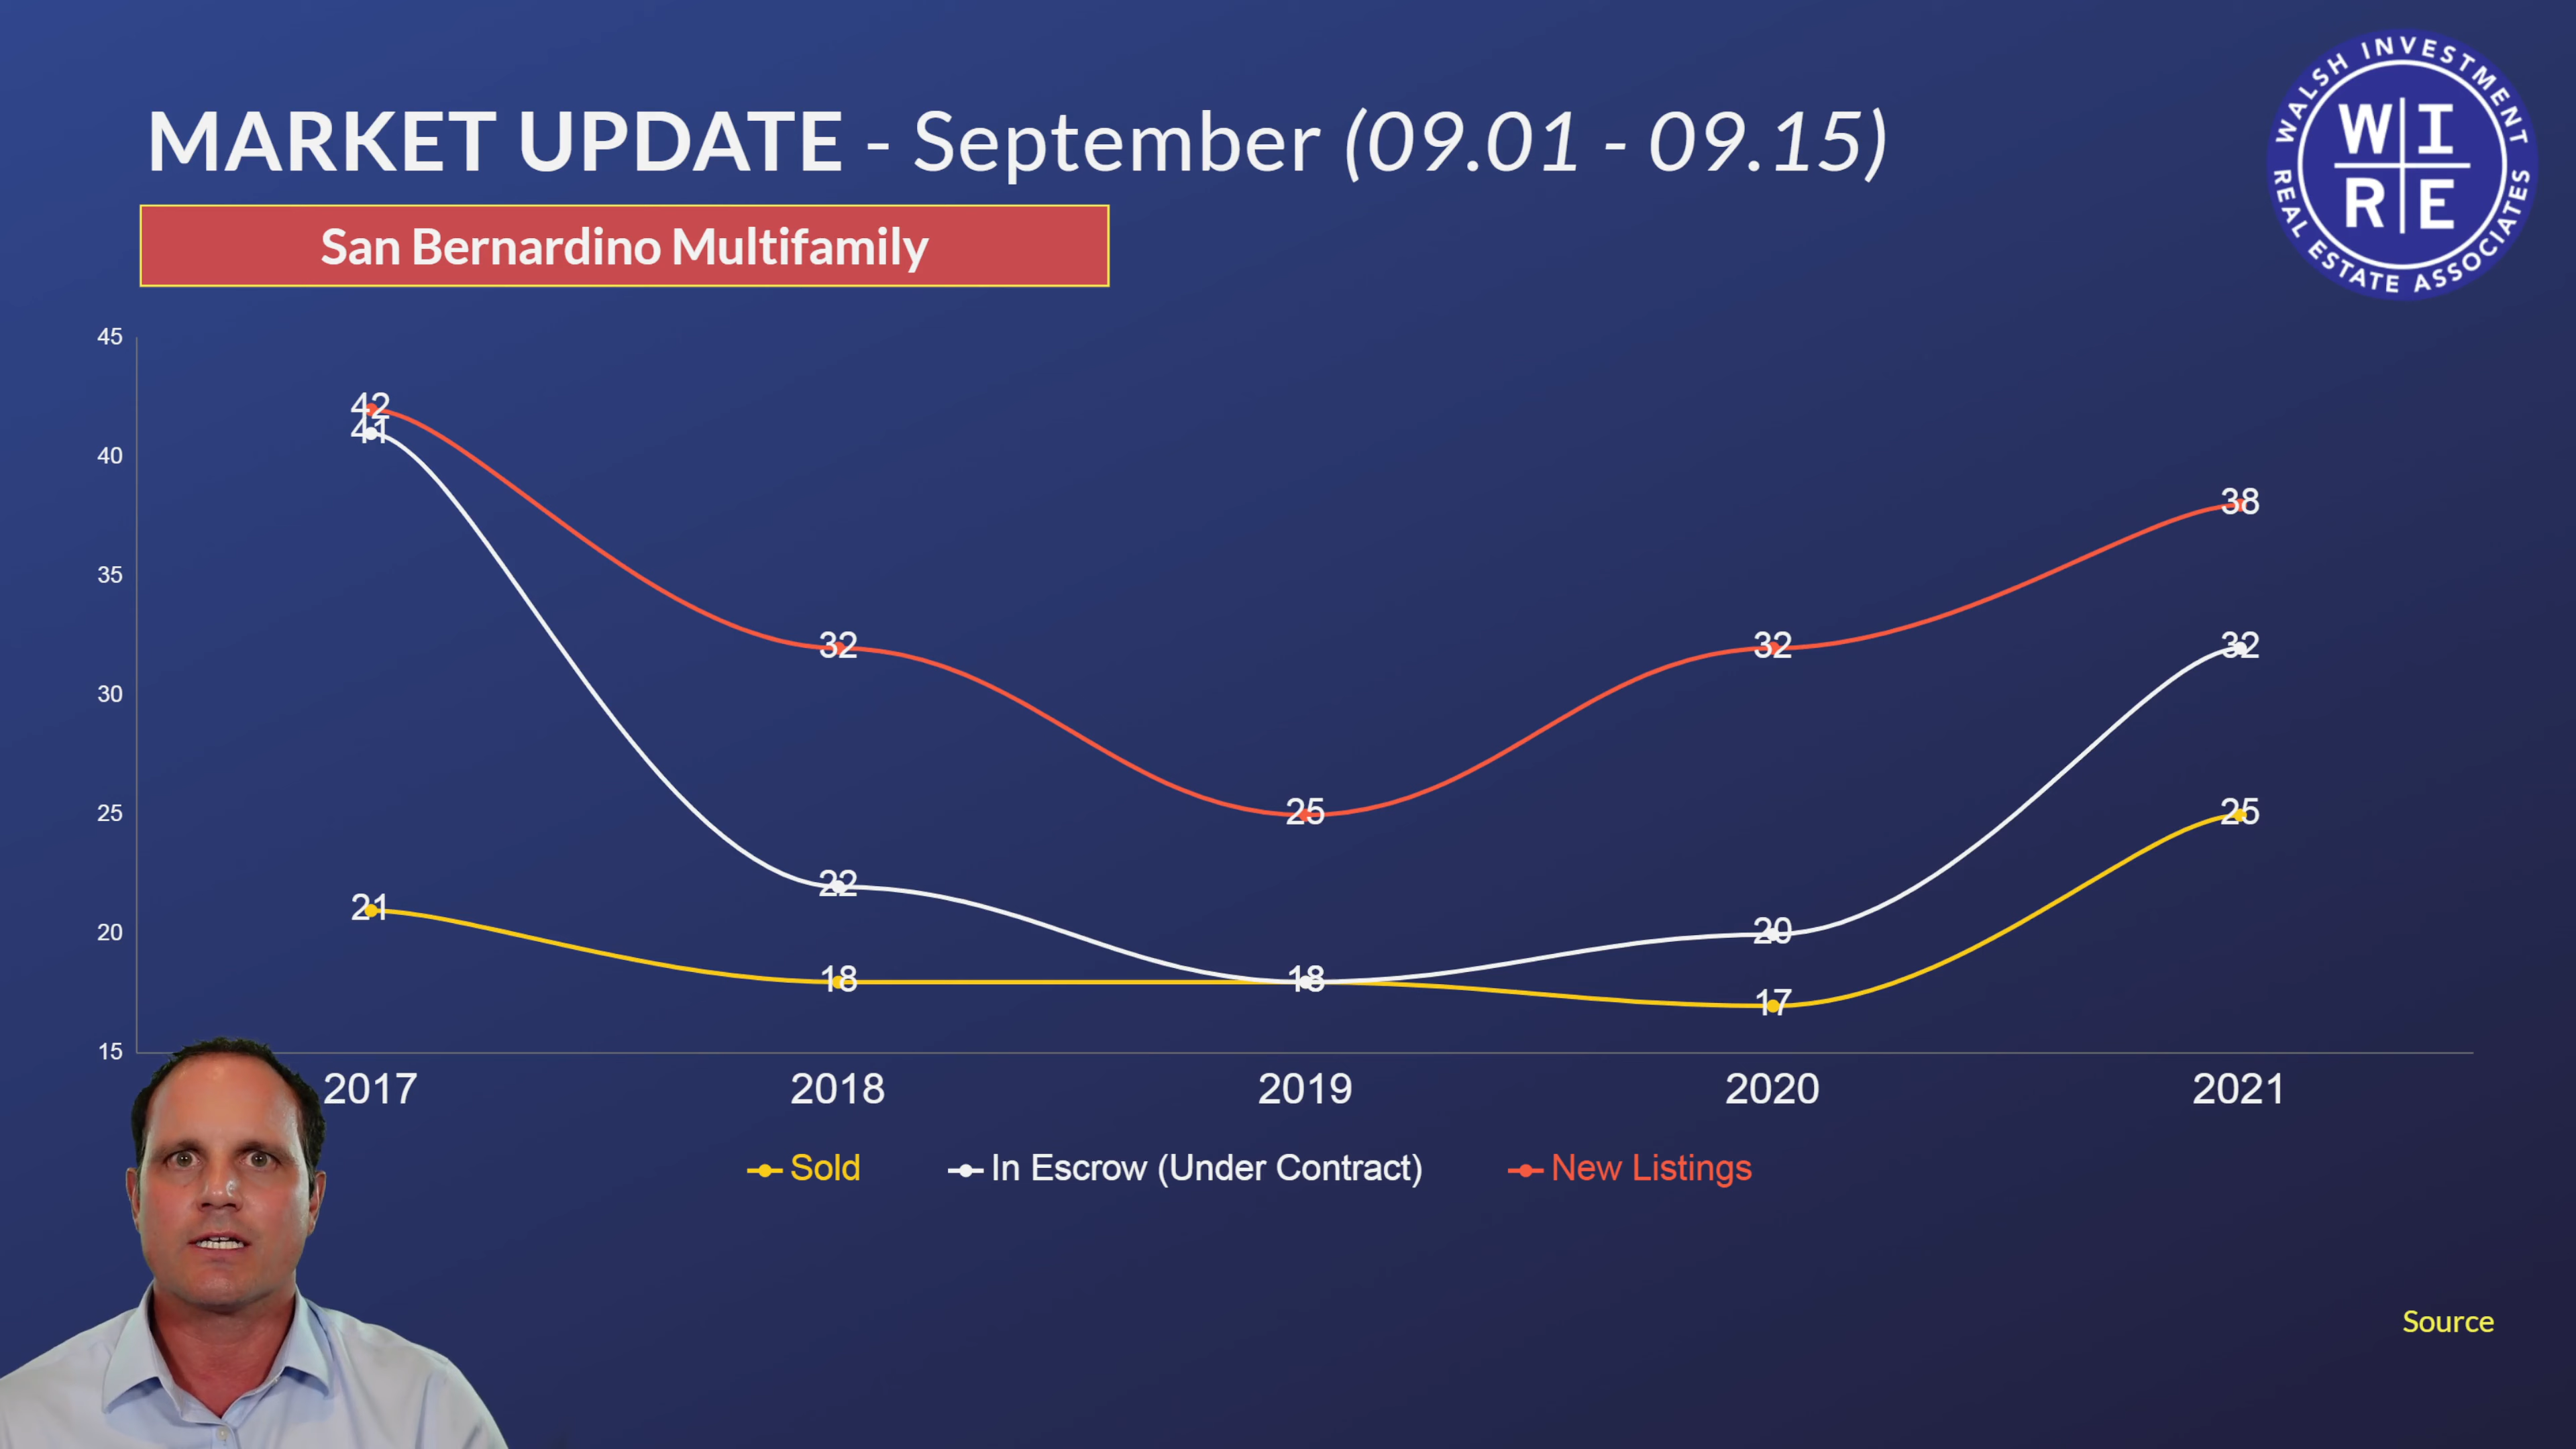 MARKET UPDATE - September (09.01 - 09.15)
WALSH INVESTMENT
REAL ESTATE ASSOCIATES
W I
R E
San Bernardino Multifamily
45
40
35
30
25
20
15
42
41
21
32
22
18
25
18
32
20
17
38
32
25
2017 2018 2019 2020 2021
Sold In Escrow (Under Contract) New Listings
Source